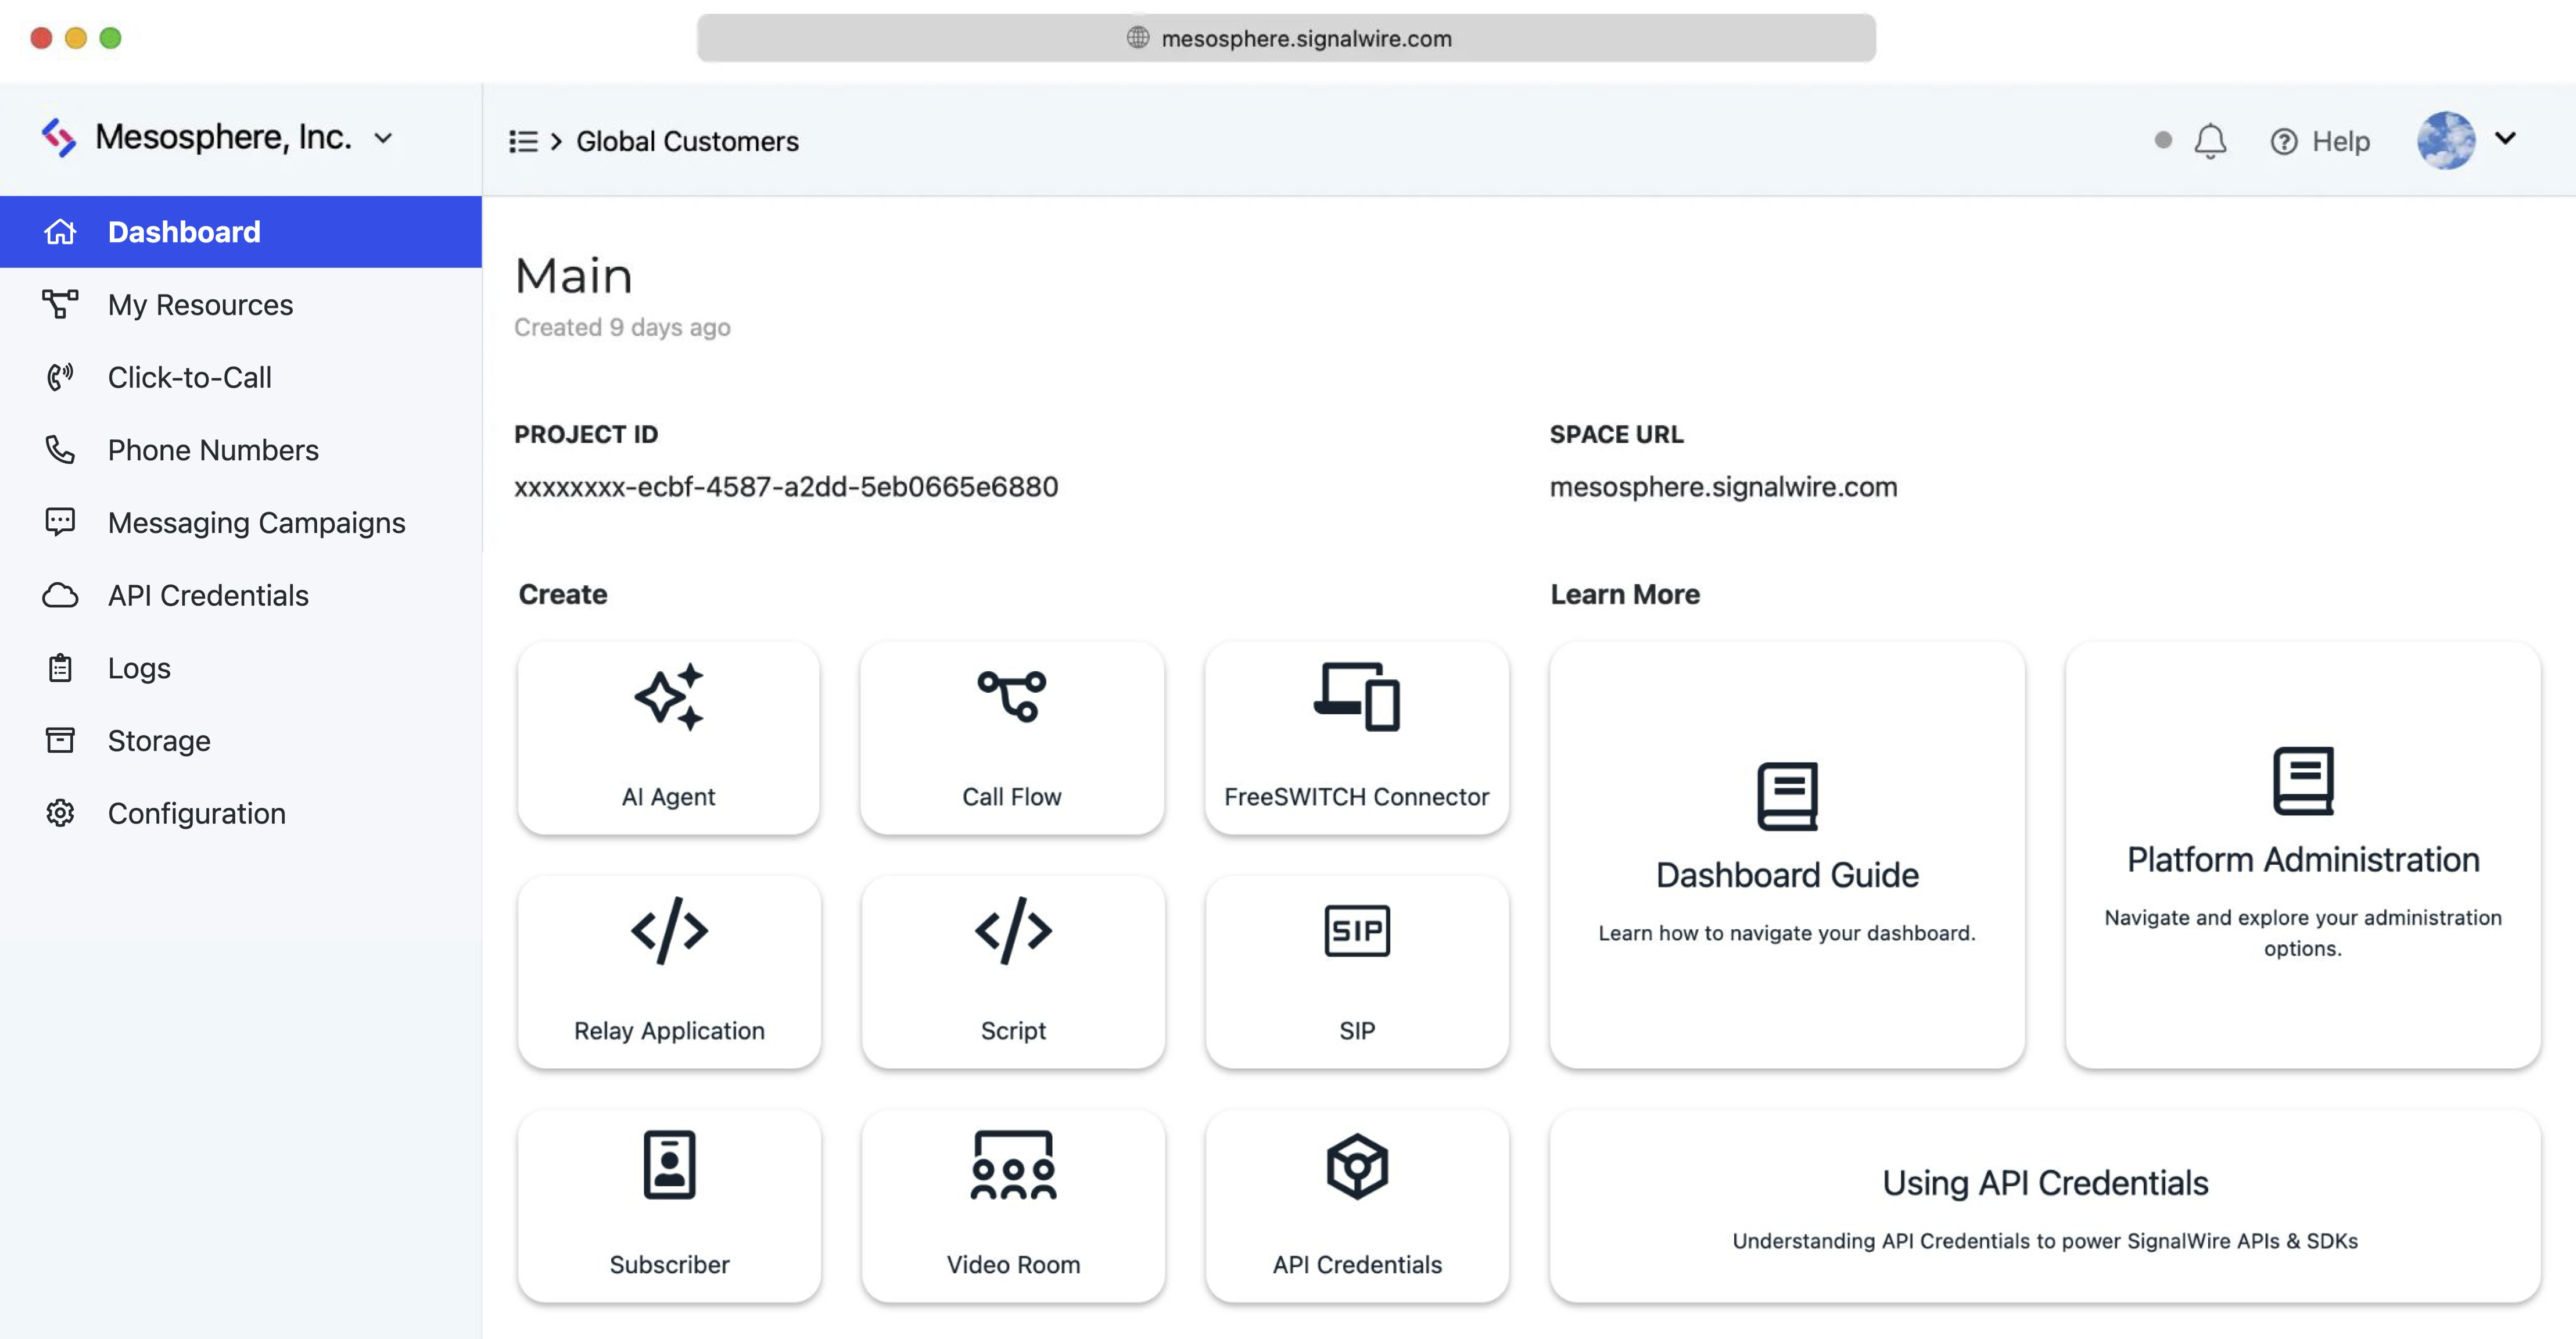 mesosphere.signalwire.com
Mesosphere, Inc.
Global Customers
Help
Dashboard
My Resources
Click-to-Call
Phone Numbers
Messaging Campaigns
API Credentials
Logs
Storage
Configuration
Main
Created 9 days ago
PROJECT ID
xxxxxxxx-ecbf-4587-a2dd-5eb0665e6880
SPACE URL
mesosphere.signalwire.com
Create
AI Agent
Call Flow
FreeSWITCH Connector
Relay Application
Script
SIP
SIP
Subscriber
Video Room
API Credentials
Learn More
Dashboard Guide
Learn how to navigate your dashboard.
Platform Administration
Navigate and explore your administration
options.
Using API Credentials
Understanding API Credentials to power SignalWire APIs & SDKs